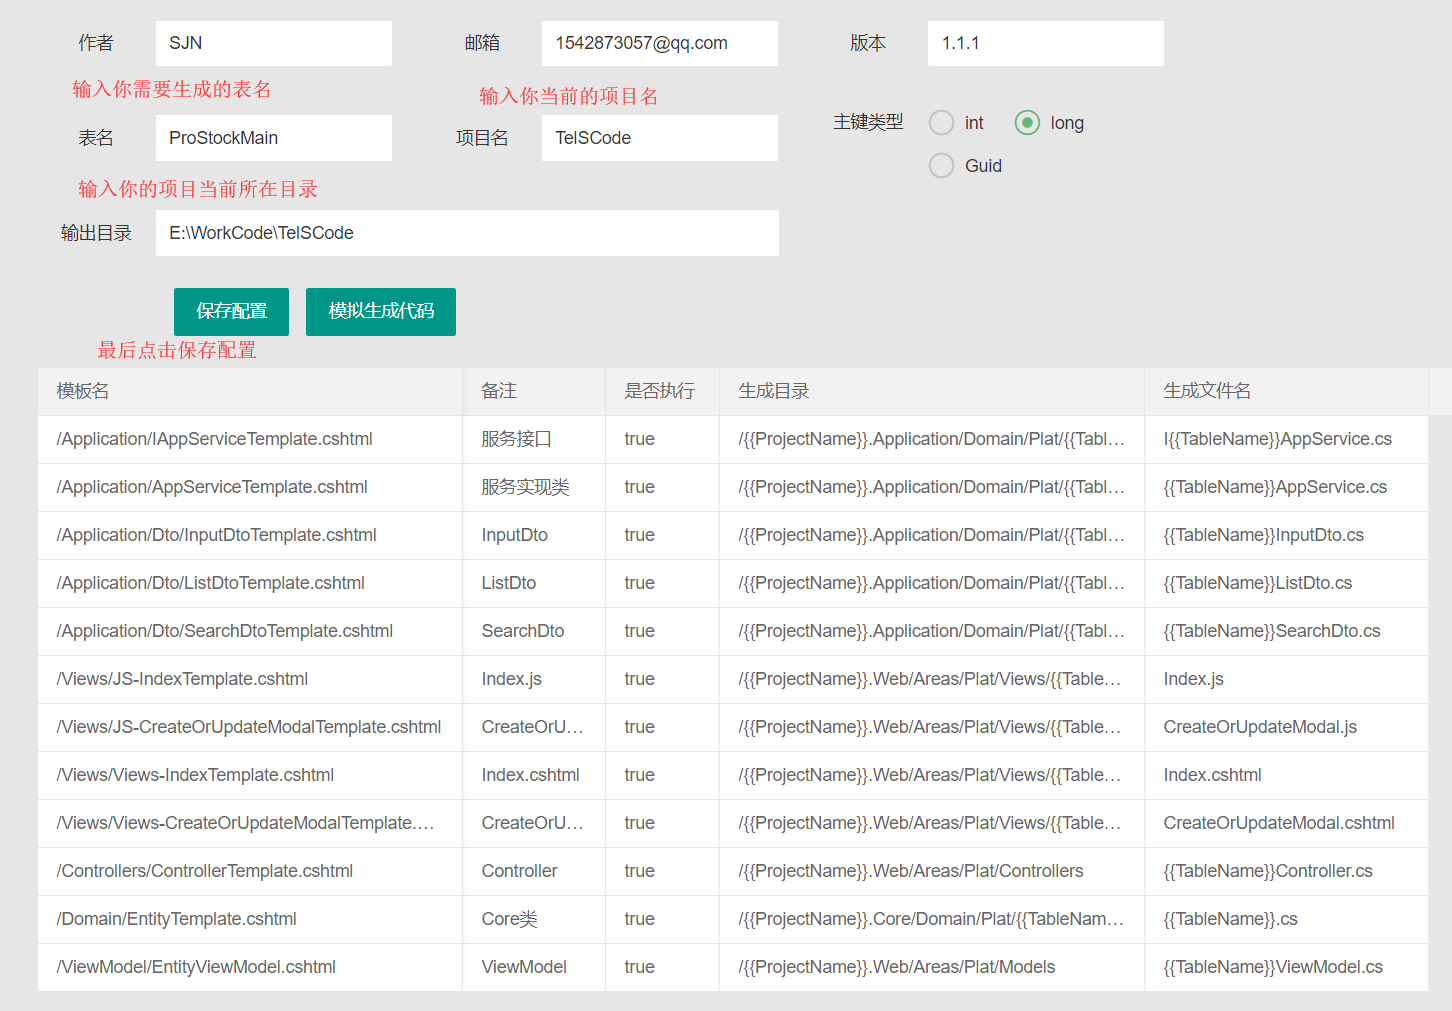 作者 SJN 邮箱 1542873057@qq.com 版本 1.1.1
输入你需要生成的表名 输入你当前的项目名
表名 ProStockMain 项目名 TelSCode 主键类型 int long
Guid
输入你的项目当前所在目录
输出目录 E:\WorkCode\TelSCode
保存配置 模拟生成代码
最后点击保存配置
模板名 备注 是否执行 生成目录 生成文件名
/Application/IAppServiceTemplate.cshtml 服务接口 true /{{ProjectName}}.Application/Domain/Plat/{{Tabl... I{{TableName}}AppService.cs
/Application/AppServiceTemplate.cshtml 服务实现类 true /{{ProjectName}}.Application/Domain/Plat/{{Tabl... {{TableName}}AppService.cs
/Application/Dto/InputDtoTemplate.cshtml InputDto true /{{ProjectName}}.Application/Domain/Plat/{{Tabl... {{TableName}}InputDto.cs
/Application/Dto/ListDtoTemplate.cshtml ListDto true /{{ProjectName}}.Application/Domain/Plat/{{Tabl... {{TableName}}ListDto.cs
/Application/Dto/SearchDtoTemplate.cshtml SearchDto true /{{ProjectName}}.Application/Domain/Plat/{{Tabl... {{TableName}}SearchDto.cs
/Views/JS-IndexTemplate.cshtml Index.js true /{{ProjectName}}.Web/Areas/Plat/Views/{{Table... Index.js
/Views/JS-CreateOrUpdateModalTemplate.cshtml CreateOrU... true /{{ProjectName}}.Web/Areas/Plat/Views/{{Table... CreateOrUpdateModal.js
/Views/Views-IndexTemplate.cshtml Index.cshtml true /{{ProjectName}}.Web/Areas/Plat/Views/{{Table... Index.cshtml
/Views/Views-CreateOrUpdateModalTemplate.... CreateOrU... true /{{ProjectName}}.Web/Areas/Plat/Views/{{Table... CreateOrUpdateModal.cshtml
/Controllers/ControllerTemplate.cshtml Controller true /{{ProjectName}}.Web/Areas/Plat/Controllers {{TableName}}Controller.cs
/Domain/EntityTemplate.cshtml Core类 true /{{ProjectName}}.Core/Domain/Plat/{{TableNam... {{TableName}}.cs
/ViewModel/EntityViewModel.cshtml ViewModel true /{{ProjectName}}.Web/Areas/Plat/Models {{TableName}}ViewModel.cs